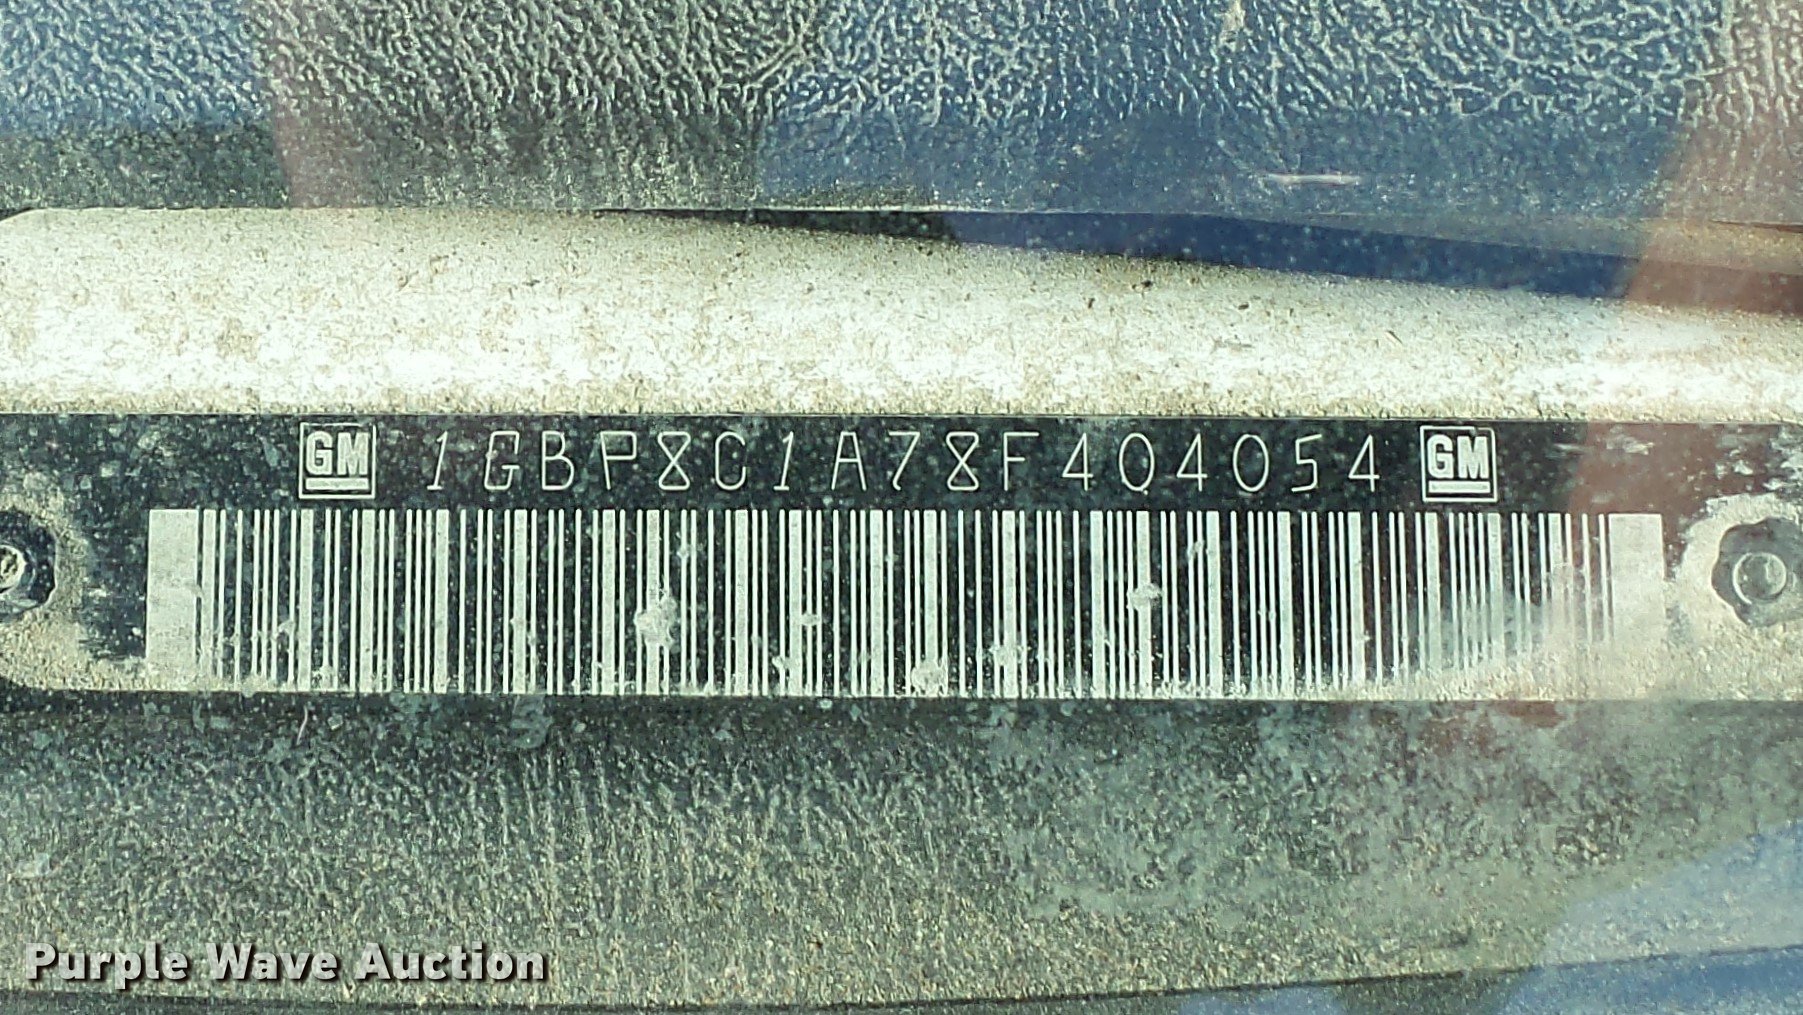 GM 1GBP8C1A78F404054 GM
Purple Wave Auction